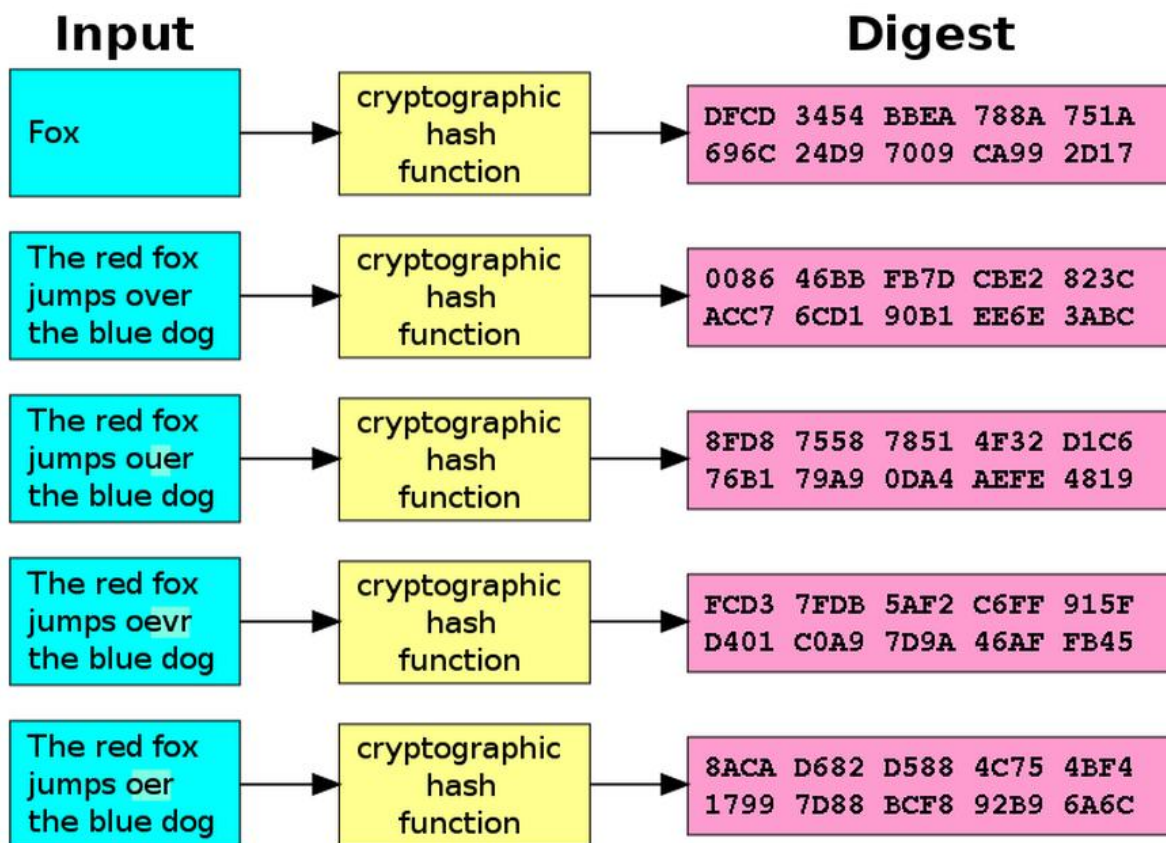 Input
Digest
Fox
cryptographic
hash
function
DFCD 3454 BBEA 788A 751A
696C 24D9 7009 CA99 2D17
The red fox
jumps over
the blue dog
cryptographic
hash
function
0086 46BB FB7D CBE2 823C
ACC7 6CD1 90B1 EE6E 3ABC
The red fox
jumps ouer
the blue dog
cryptographic
hash
function
8FD8 7558 7851 4F32 D1C6
76B1 79A9 0DA4 AEFE 4819
The red fox
jumps oevr
the blue dog
cryptographic
hash
function
FCD3 7FDB 5AF2 C6FF 915F
D401 C0A9 7D9A 46AF FB45
The red fox
jumps oer
the blue dog
cryptographic
hash
function
8ACA D682 D588 4C75 4BF4
1799 7D88 BCF8 92B9 6A6C